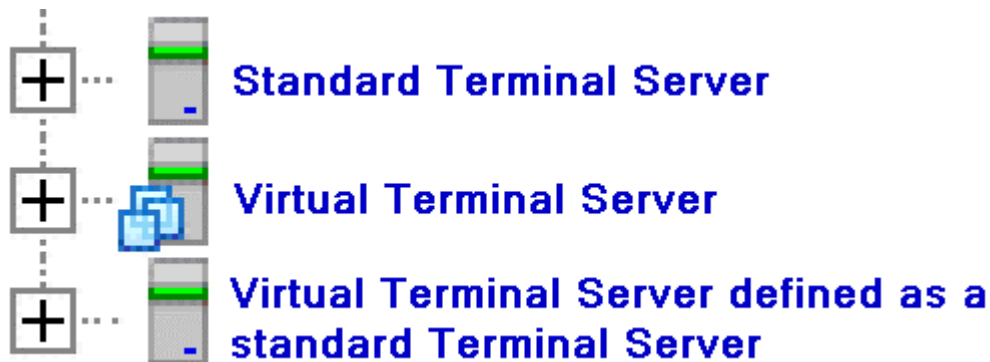 Standard Terminal Server
Virtual Terminal Server
Virtual Terminal Server defined as a
standard Terminal Server